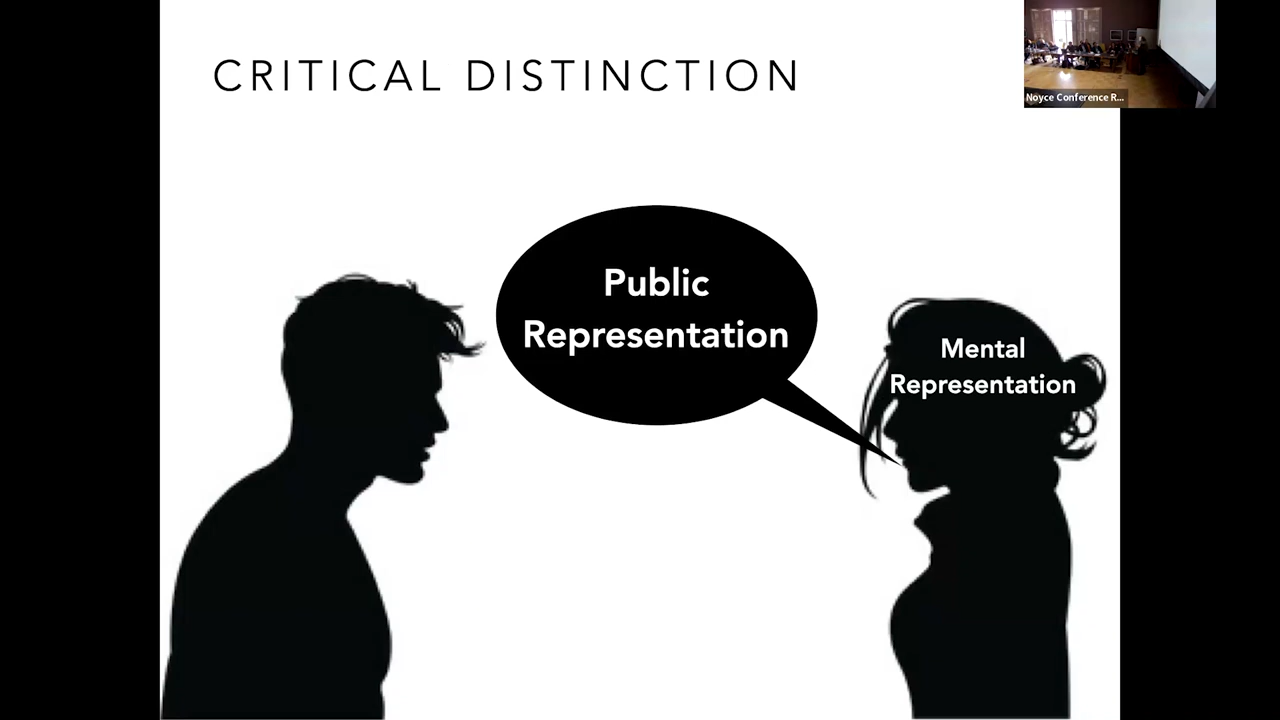 CRITICAL DISTINCTION
Noyce Conference R...
Public
Representation
Mental
Representation